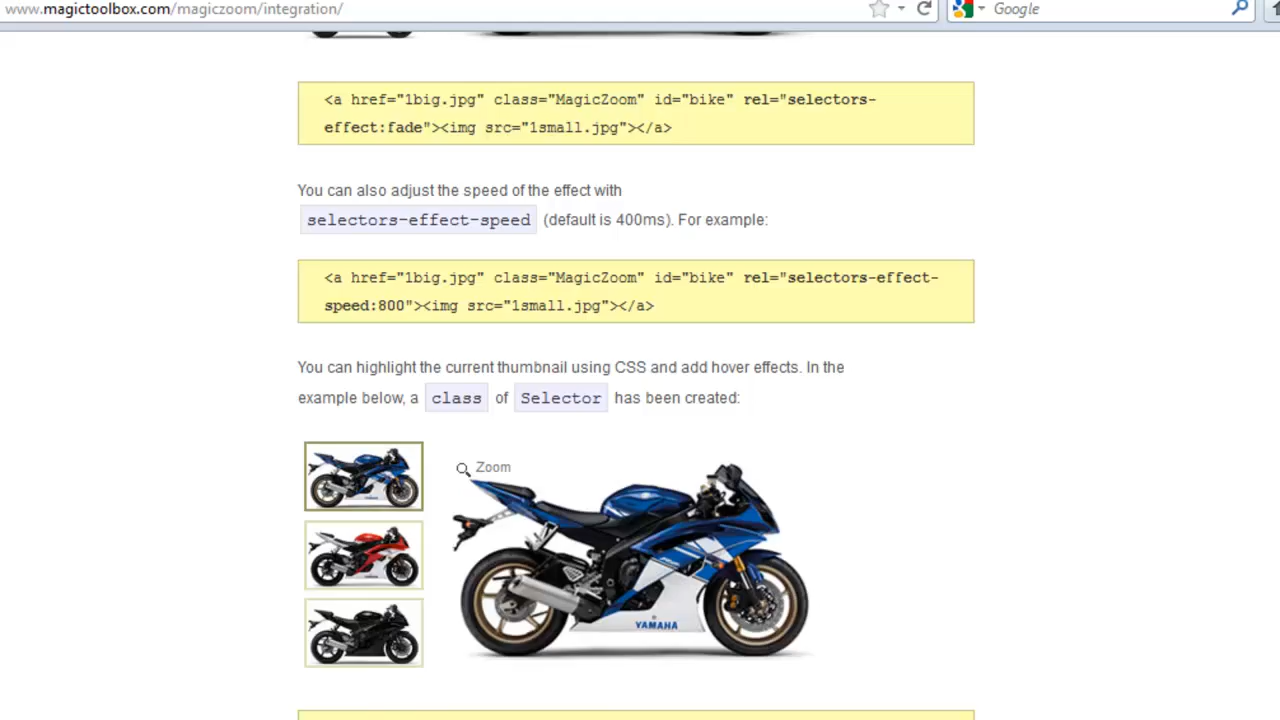 www.magictoolbox.com/magiczoom/integration/
Google
<a href="1big.jpg" class="MagicZoom" id="bike" rel="selectors-
effect:fade"><img src="1small.jpg"></a>
You can also adjust the speed of the effect with
selectors-effect-speed (default is 400ms). For example:
<a href="1big.jpg" class="MagicZoom" id="bike" rel="selectors-effect-
speed:800"><img src="1small.jpg"></a>
You can highlight the current thumbnail using CSS and add hover effects. In the
example below, a class of Selector has been created:
Zoom
YAMAHA